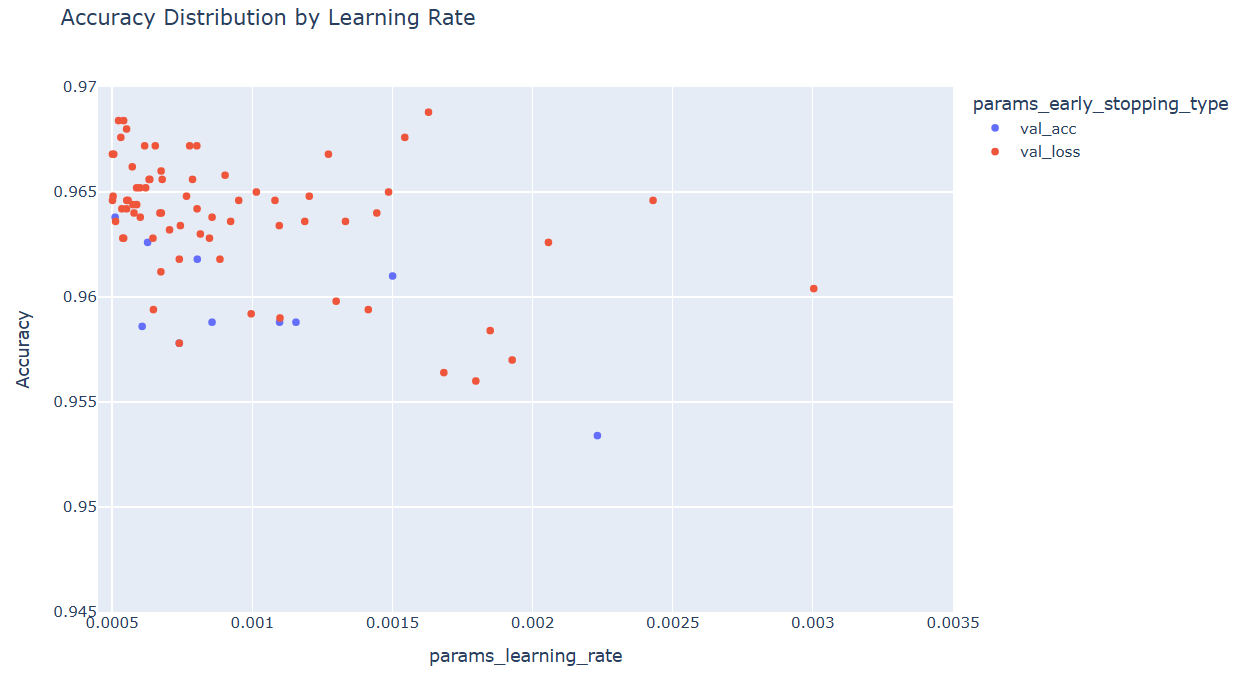 Accuracy Distribution by Learning Rate
params_early_stopping_type
val_acc
val_loss
Accuracy
0.97
0.965
0.96
0.955
0.95
0.945
0.0005 0.001 0.0015 0.002 0.0025 0.003 0.0035
params_learning_rate